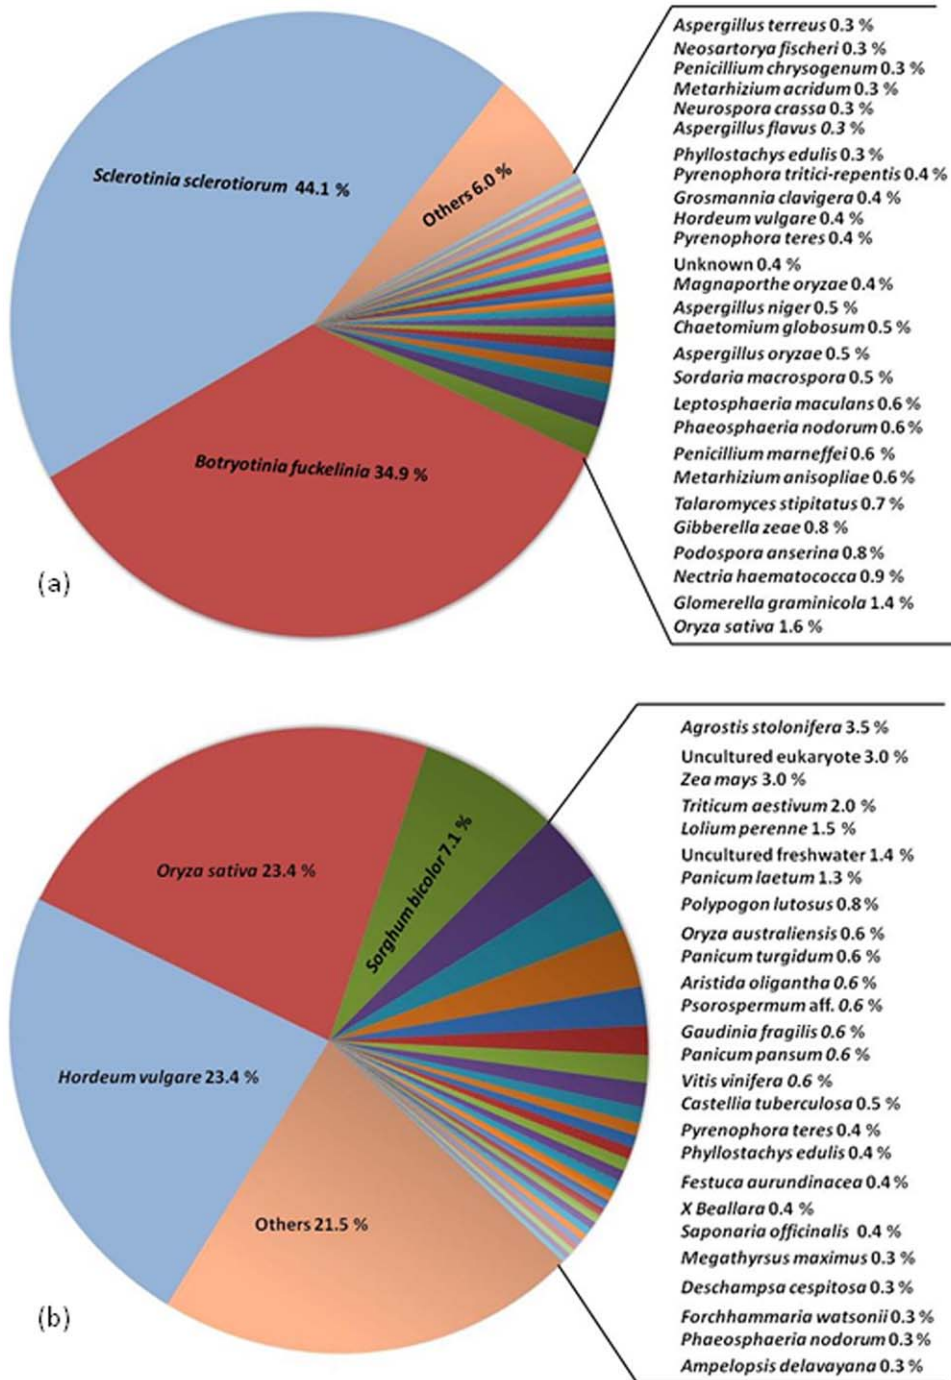 Sclerotinia sclerotiorum 44.1 %
Others 6.0 %
Botryotinia fuckelinia 34.9 %
(a)
Aspergillus terreus 0.3 %
Neosartorya fischeri 0.3 %
Penicillium chrysogenum 0.3 %
Metarhizium acridum 0.3 %
Neurospora crassa 0.3 %
Aspergillus flavus 0.3 %
Phyllostachys edulis 0.3 %
Pyrenophora tritici-repentis 0.4 %
Grosmannia clavigera 0.4 %
Hordeum vulgare 0.4 %
Pyrenophora teres 0.4 %
Unknown 0.4 %
Magnaporthe oryzae 0.4 %
Aspergillus niger 0.5 %
Chaetomium globosum 0.5 %
Aspergillus oryzae 0.5 %
Sordaria macrospora 0.5 %
Leptosphaeria maculans 0.6 %
Phaeosphaeria nodorum 0.6 %
Penicillium marneffei 0.6 %
Metarhizium anisopliae 0.6 %
Talaromyces stipitatus 0.7 %
Gibberella zeae 0.8 %
Podospora anserina 0.8 %
Nectria haematococca 0.9 %
Glomerella graminicola 1.4 %
Oryza sativa 1.6 %
Oryza sativa 23.4 %
Sorghum bicolor 7.1 %
Hordeum vulgare 23.4 %
Others 21.5 %
(b)
Agrostis stolonifera 3.5 %
Uncultured eukaryote 3.0 %
Zea mays 3.0 %
Triticum aestivum 2.0 %
Lolium perenne 1.5 %
Uncultured freshwater 1.4 %
Panicum laetum 1.3 %
Polypogon lutosus 0.8 %
Oryza australiensis 0.6 %
Panicum turgidum 0.6 %
Aristida oligantha 0.6 %
Psorospermum aff. 0.6 %
Gaudinia fragilis 0.6 %
Panicum pansum 0.6 %
Vitis vinifera 0.6 %
Castellia tuberculosa 0.5 %
Pyrenophora teres 0.4 %
Phyllostachys edulis 0.4 %
Festuca aurundinacea 0.4 %
X Beallara 0.4 %
Saponaria officinalis 0.4 %
Megathyrsus maximus 0.3 %
Deschampsa cespitosa 0.3 %
Forchhammaria watsonii 0.3 %
Phaeosphaeria nodorum 0.3 %
Ampelopsis delavayana 0.3 %